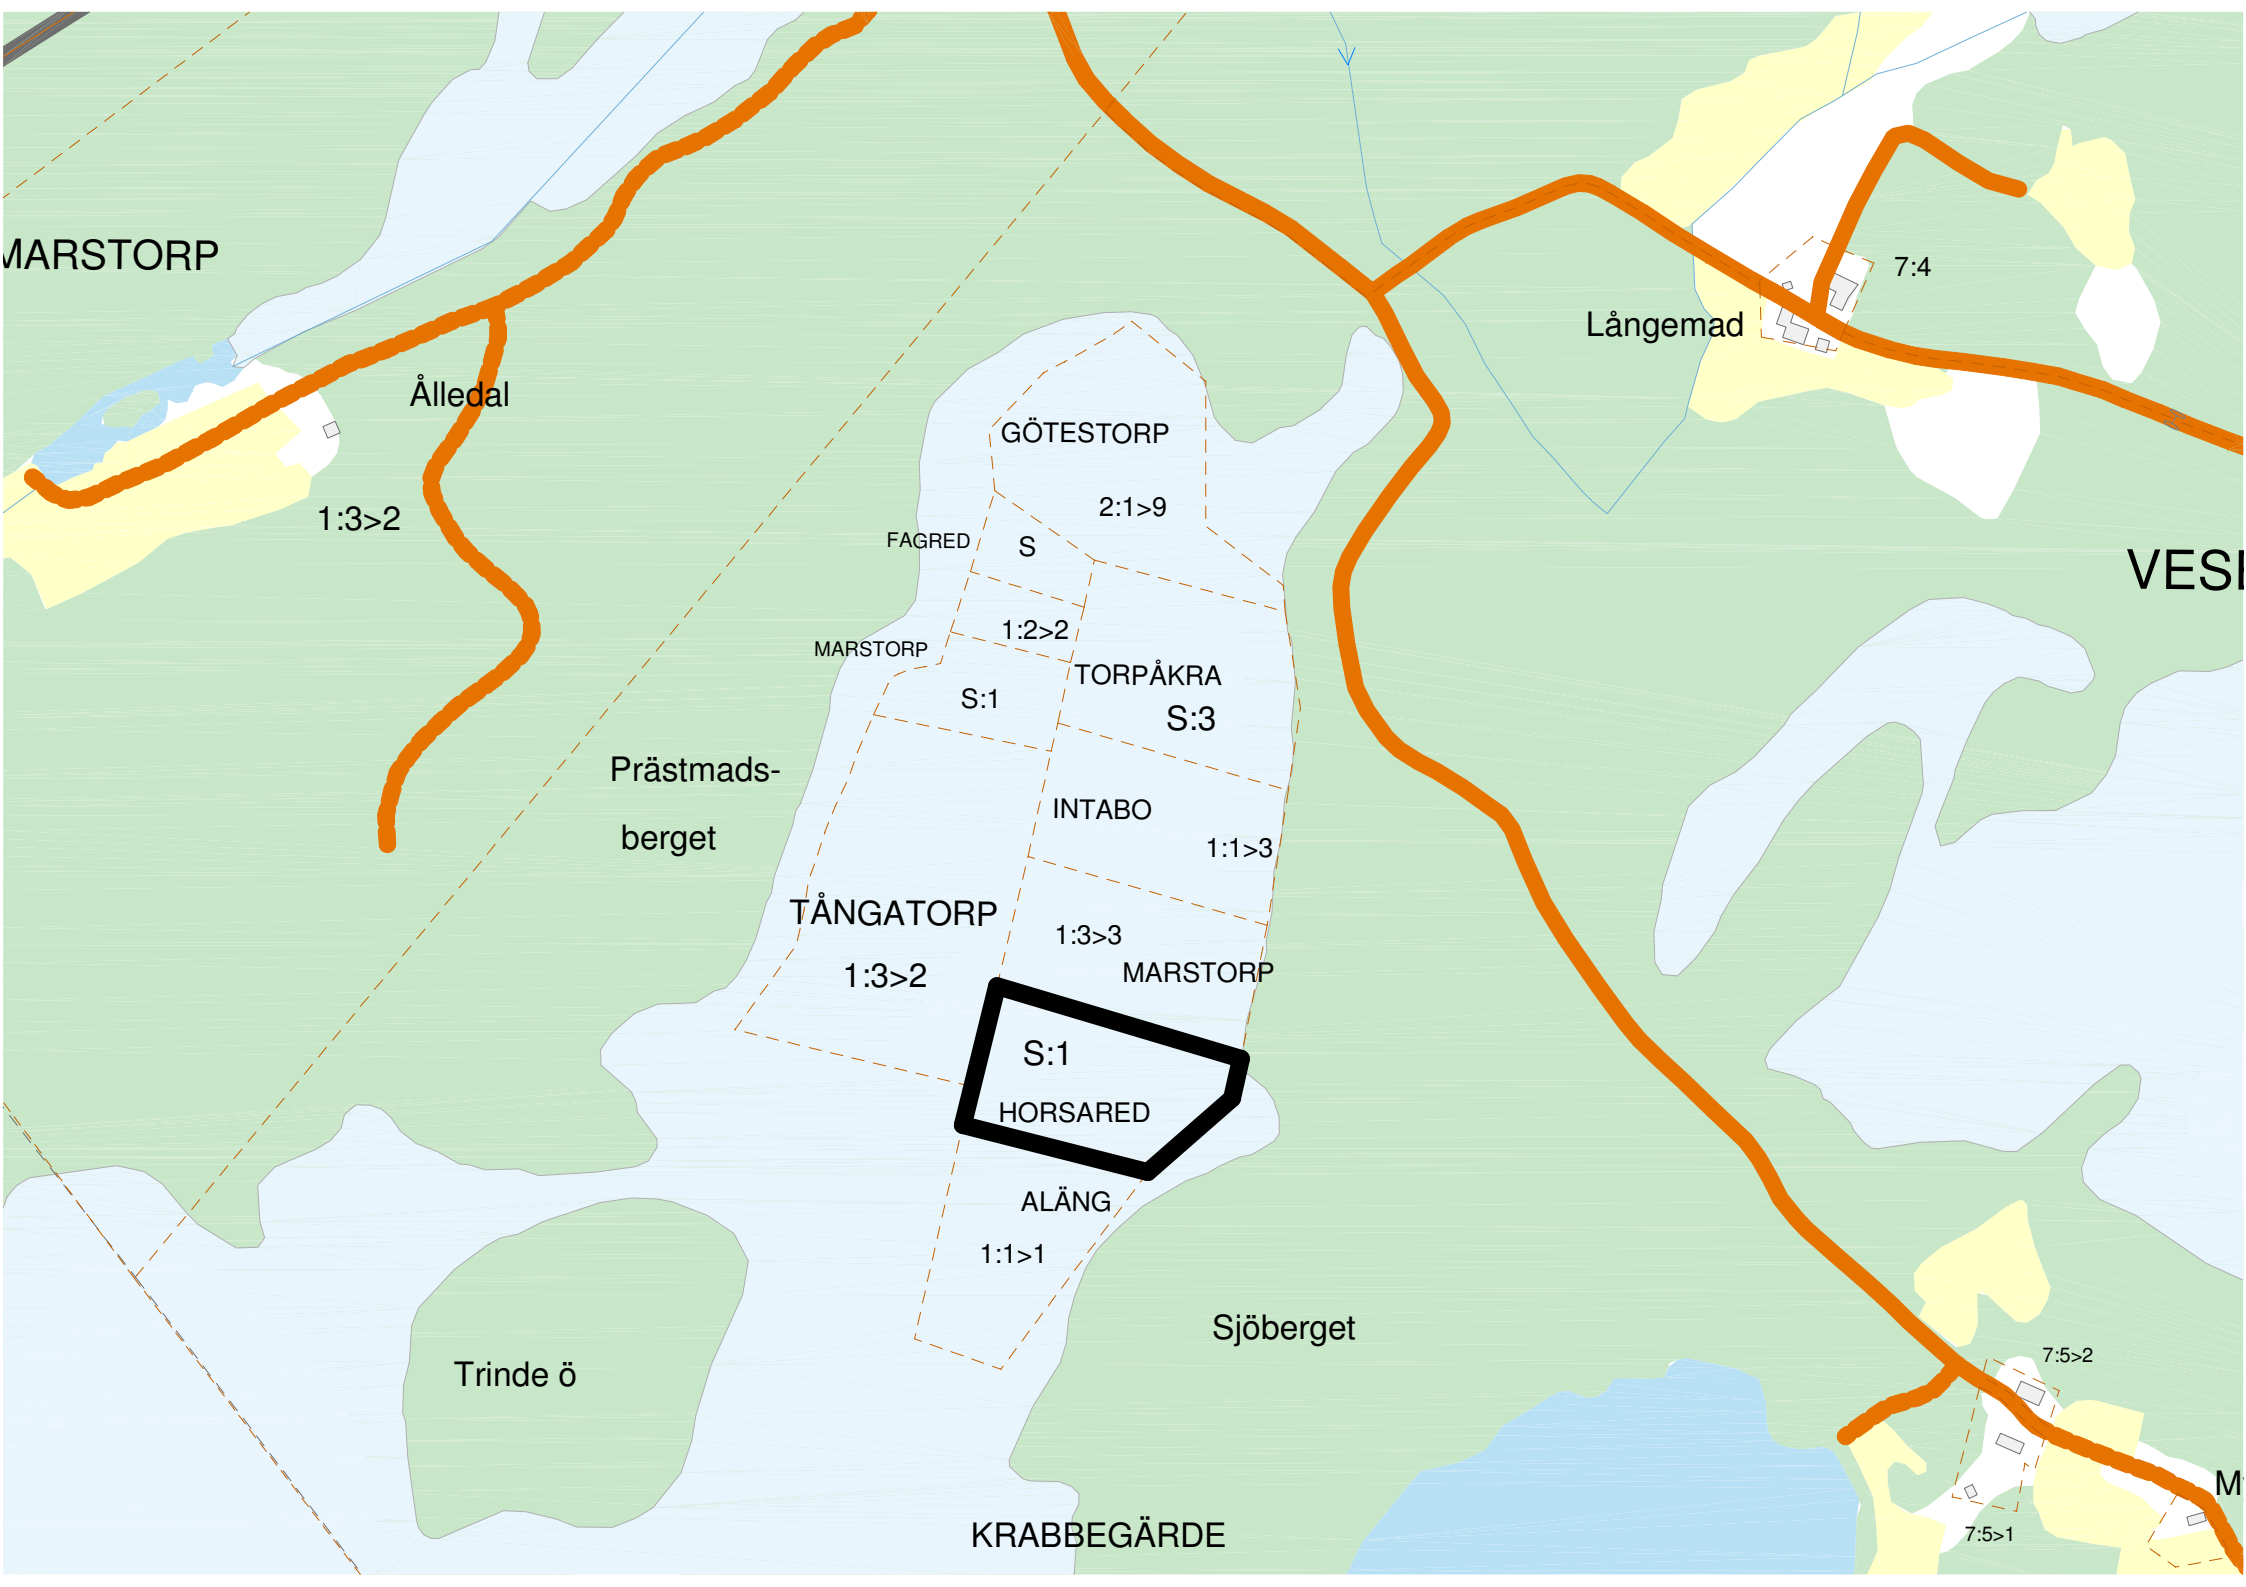 MARSTORP
7:4
Långemad
Ålledal
GÖTESTORP
2:1>9
1:3>2
FAGRED
S
VESE
1:2>2
MARSTORP
TORPÅKRA
S:1
S:3
Prästmads-
berget
INTABO
1:1>3
TÅNGATORP
1:3>2
1:3>3
MARSTORP
S:1
HORSARED
ALÄNG
1:1>1
Sjöberget
7:5>2
Trinde ö
KRABBEGÄRDE
7:5>1